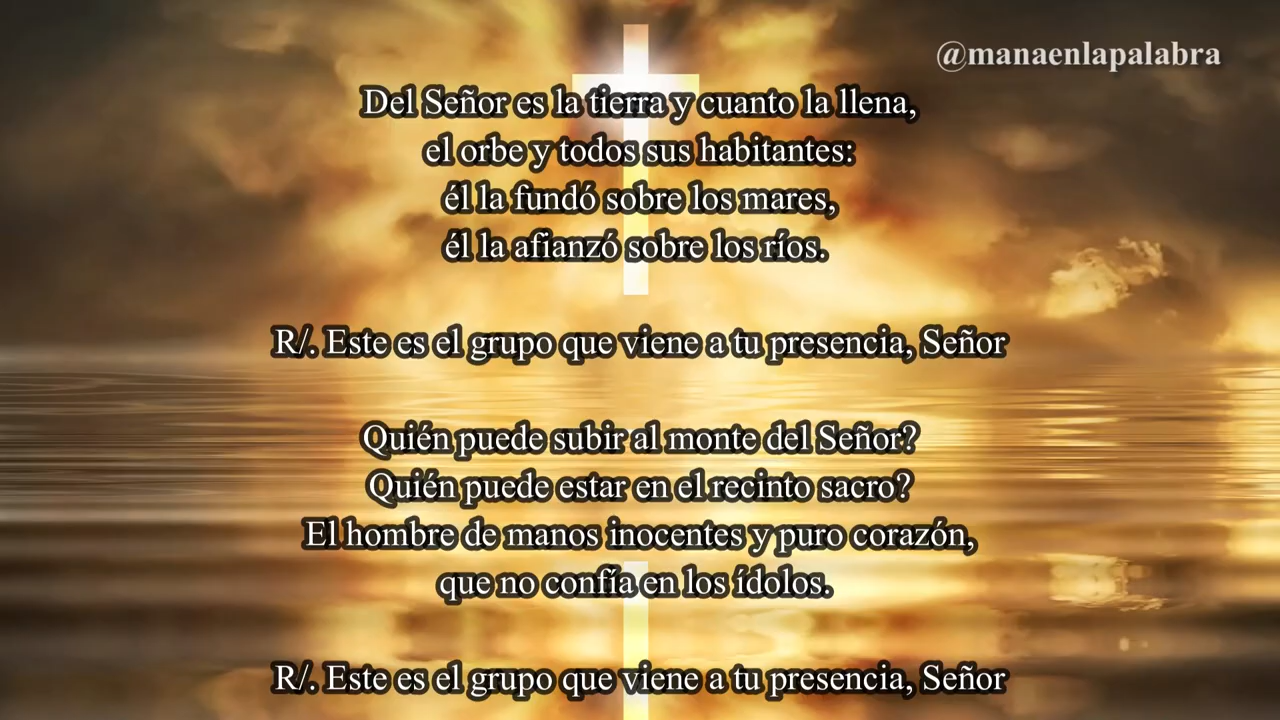 @manaenlapalabra
Del Señor es la tierra y cuanto la llena,
el orbe y todos sus habitantes:
él la fundó sobre los mares,
él la afianzó sobre los ríos.
R/. Este es el grupo que viene a tu presencia, Señor
Quién puede subir al monte del Señor?
Quién puede estar en el recinto sacro?
El hombre de manos inocentes y puro corazón,
que no confía en los ídolos.
R/. Este es el grupo que viene a tu presencia, Señor